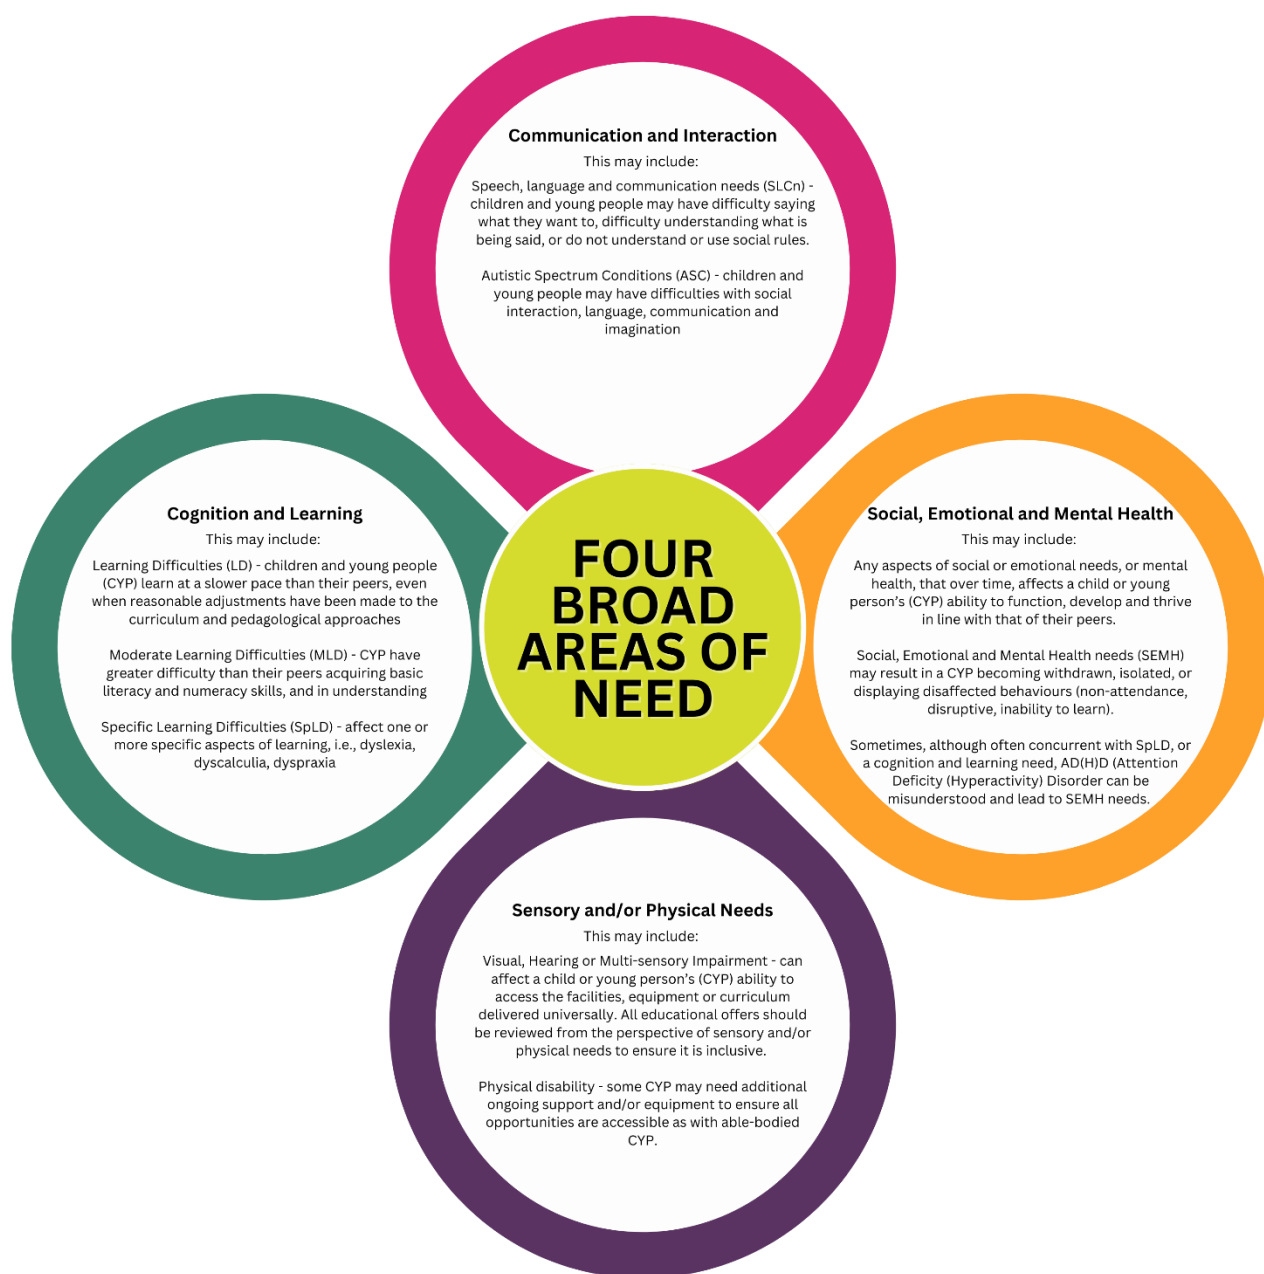 Communication and Interaction
This may include:
Speech, language and communication needs (SLCn) -
children and young people may have difficulty saying
what they want to, difficulty understanding what is
being said, or do not understand or use social rules.
Autistic Spectrum Conditions (ASC) - children and
young people may have difficulties with social
interaction, language, communication and
imagination
Cognition and Learning
This may include:
Learning Difficulties (LD) - children and young people
(CYP) learn at a slower pace than their peers, even
when reasonable adjustments have been made to the
curriculum and pedagological approaches
Moderate Learning Difficulties (MLD) - CYP have
greater difficulty than their peers acquiring basic
literacy and numeracy skills, and in understanding
Specific Learning Difficulties (SpLD) - affect one or
more specific aspects of learning, i.e., dyslexia,
dyscalculia, dyspraxia
FOUR
BROAD
AREAS OF
NEED
Social, Emotional and Mental Health
This may include:
Any aspects of social or emotional needs, or mental
health, that over time, affects a child or young
person's (CYP) ability to function, develop and thrive
in line with that of their peers.
Social, Emotional and Mental Health needs (SEMH)
may result in a CYP becoming withdrawn, isolated, or
displaying disaffected behaviours (non-attendance,
disruptive, inability to learn).
Sometimes, although often concurrent with SpLD, or
a cognition and learning need, AD(H)D (Attention
Deficity (Hyperactivity) Disorder can be
misunderstood and lead to SEMH needs.
Sensory and/or Physical Needs
This may include:
Visual, Hearing or Multi-sensory Impairment - can
affect a child or young person's (CYP) ability to
access the facilities, equipment or curriculum
delivered universally. All educational offers should
be reviewed from the perspective of sensory and/or
physical needs to ensure it is inclusive.
Physical disability - some CYP may need additional
ongoing support and/or equipment to ensure all
opportunities are accessible as with able-bodied
CYP.